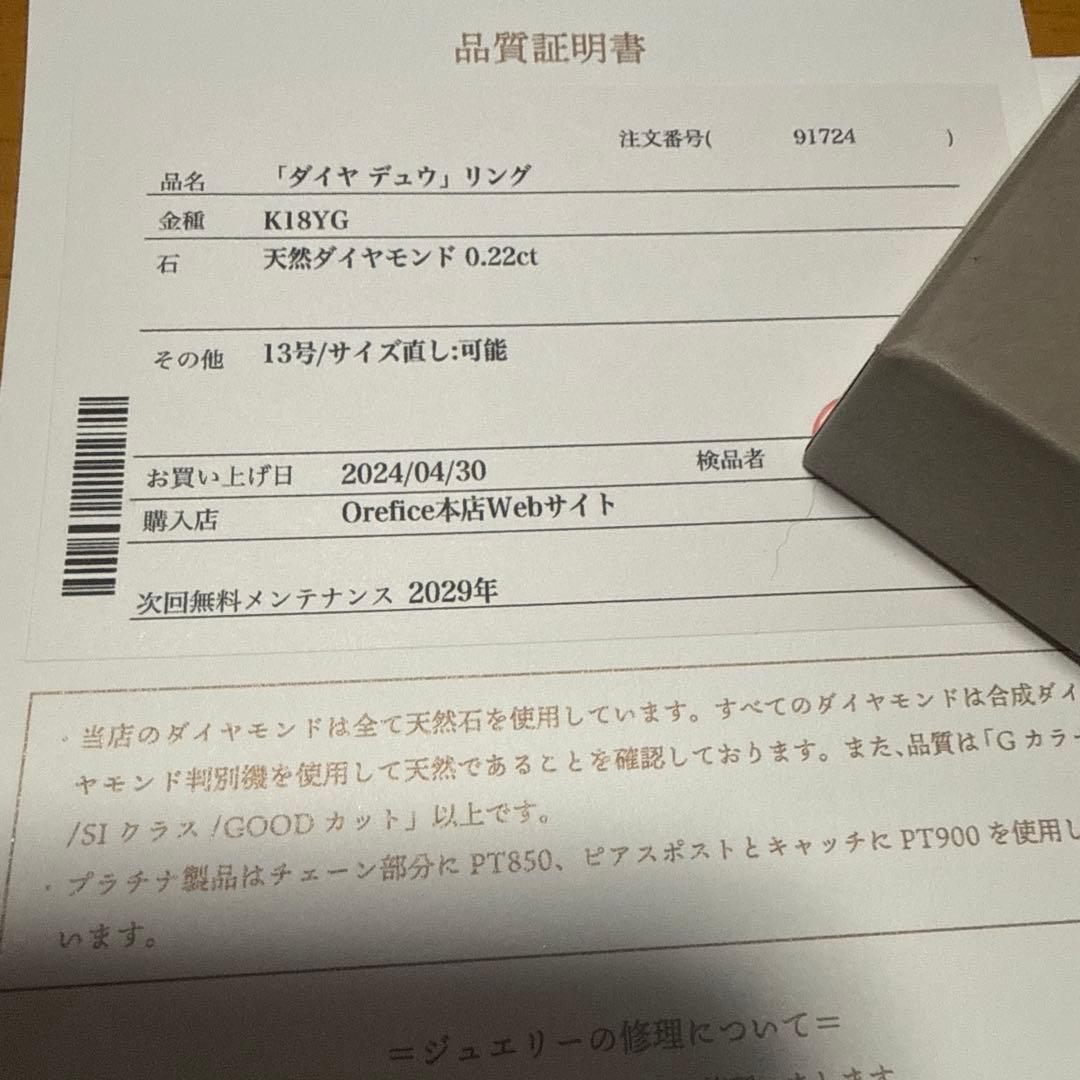 品質証明書
注文番号( 91724 )
品名 「ダイヤ デュウ」リング
金種 K18YG
石 天然ダイヤモンド 0.22ct
その他 13号/サイズ直し:可能
お買い上げ日 2024/04/30 検品者
購入店 Orefice本店Webサイト
次回無料メンテナンス 2029年
・当店のダイヤモンドは全て天然石を使用しています。すべてのダイヤモンドは合成ダイ
ヤモンド判別機を使用して天然であることを確認しております。また、品質は「Gカラー
/SIクラス/GOODカット」以上です。
・プラチナ製品はチェーン部分にPT850、ピアスポストとキャッチにPT900を使用し
います。
=ジュエリーの修理について=